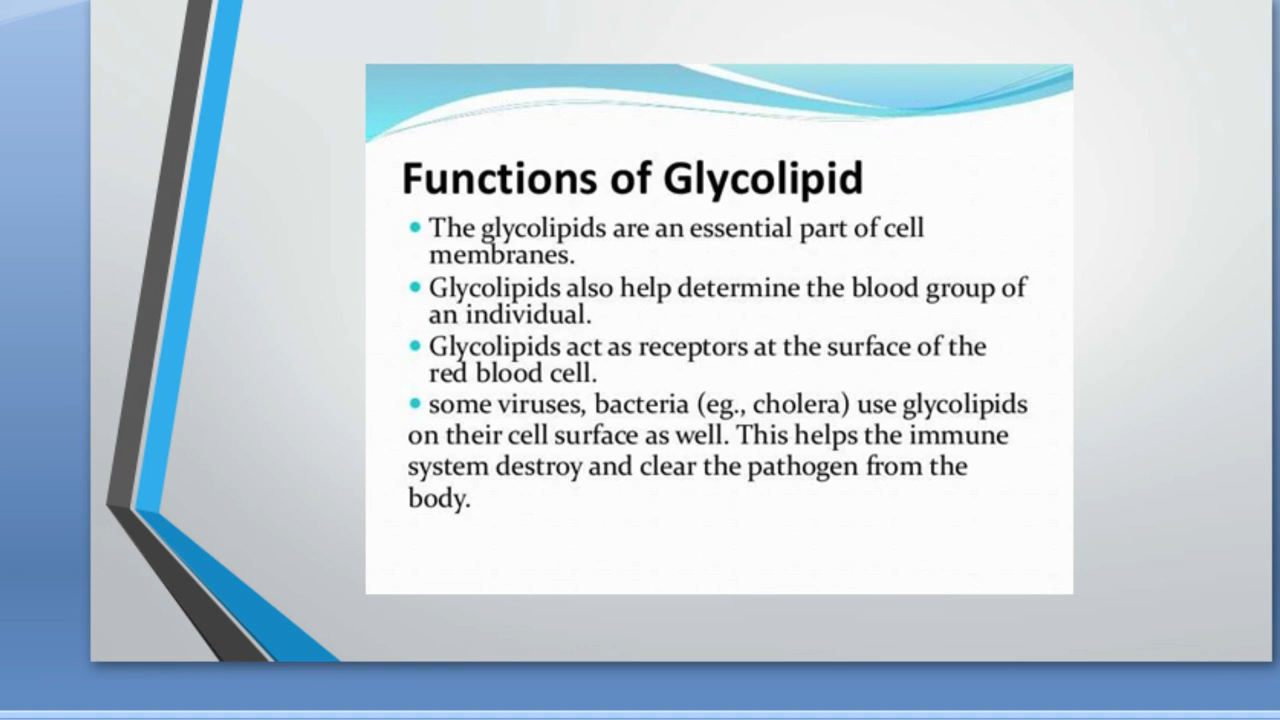 Functions of Glycolipid
• The glycolipids are an essential part of cell
membranes.
• Glycolipids also help determine the blood group of
an individual.
• Glycolipids act as receptors at the surface of the
red blood cell.
• some viruses, bacteria (eg., cholera) use glycolipids
on their cell surface as well. This helps the immune
system destroy and clear the pathogen from the
body.